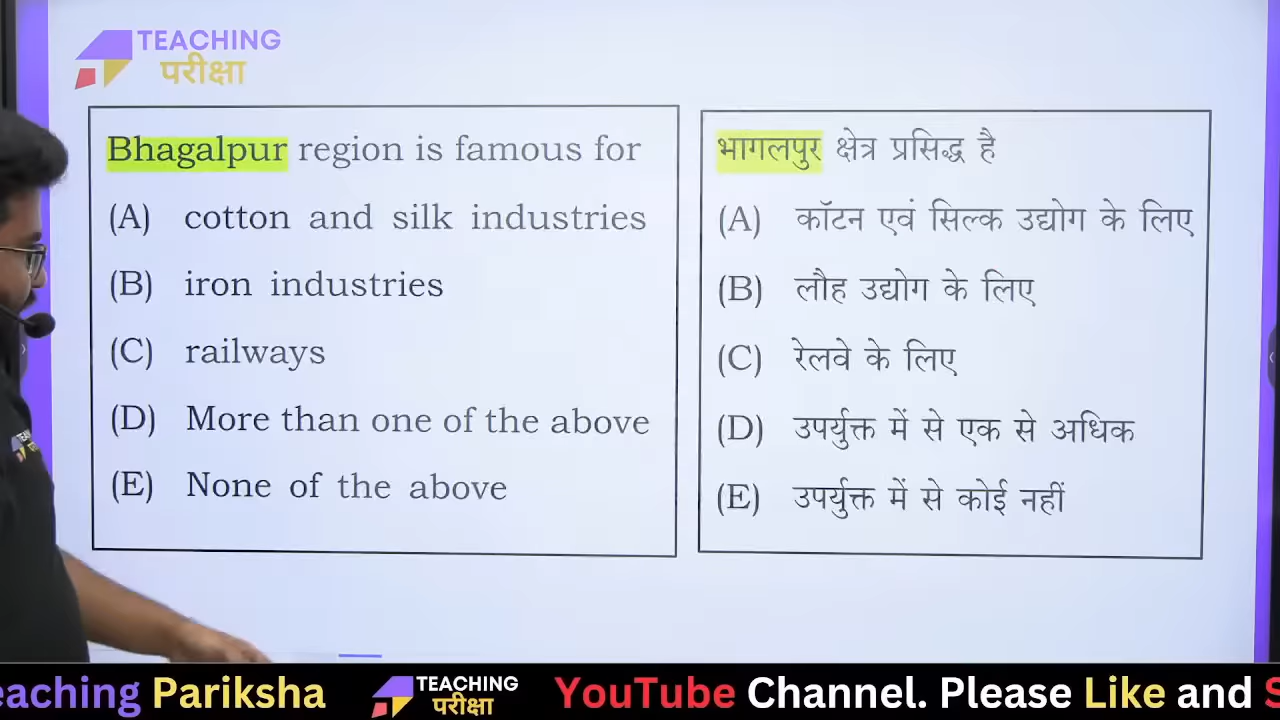 TEACHING
परीक्षा
Bhagalpur region is famous for
(A) cotton and silk industries
(B) iron industries
(C) railways
(D) More than one of the above
(E) None of the above
भागलपुर क्षेत्र प्रसिद्ध है
(A) कॉटन एवं सिल्क उद्योग के लिए
(B) लौह उद्योग के लिए
(C) रेलवे के लिए
(D) उपर्युक्त में से एक से अधिक
(E) उपर्युक्त में से कोई नहीं
eaching Pariksha TEACHING परीक्षा YouTube Channel. Please Like and S